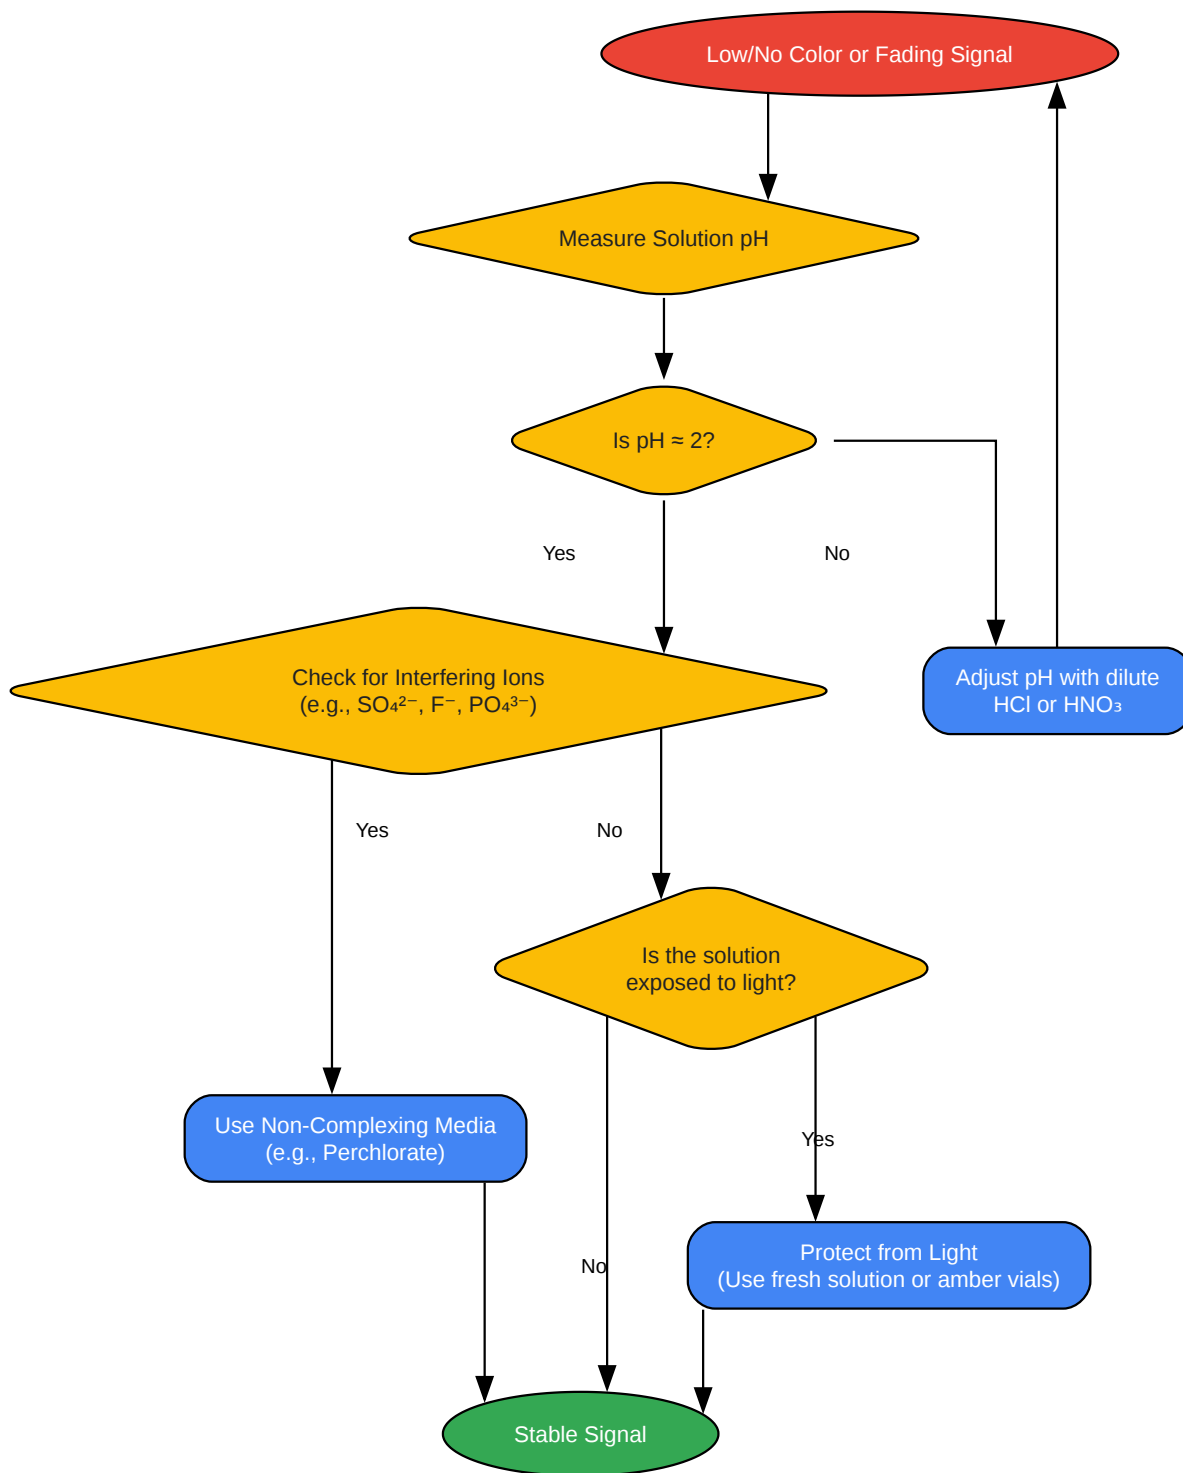 Low/No Color or Fading Signal
Measure Solution pH
Is pH ≈ 2?
Yes
No
Check for Interfering Ions
(e.g., SO₄²⁻, F⁻, PO₄³⁻)
Adjust pH with dilute
HCl or HNO₃
Yes
No
Is the solution
exposed to light?
Use Non-Complexing Media
(e.g., Perchlorate)
Yes
Protect from Light
(Use fresh solution or amber vials)
No
Stable Signal